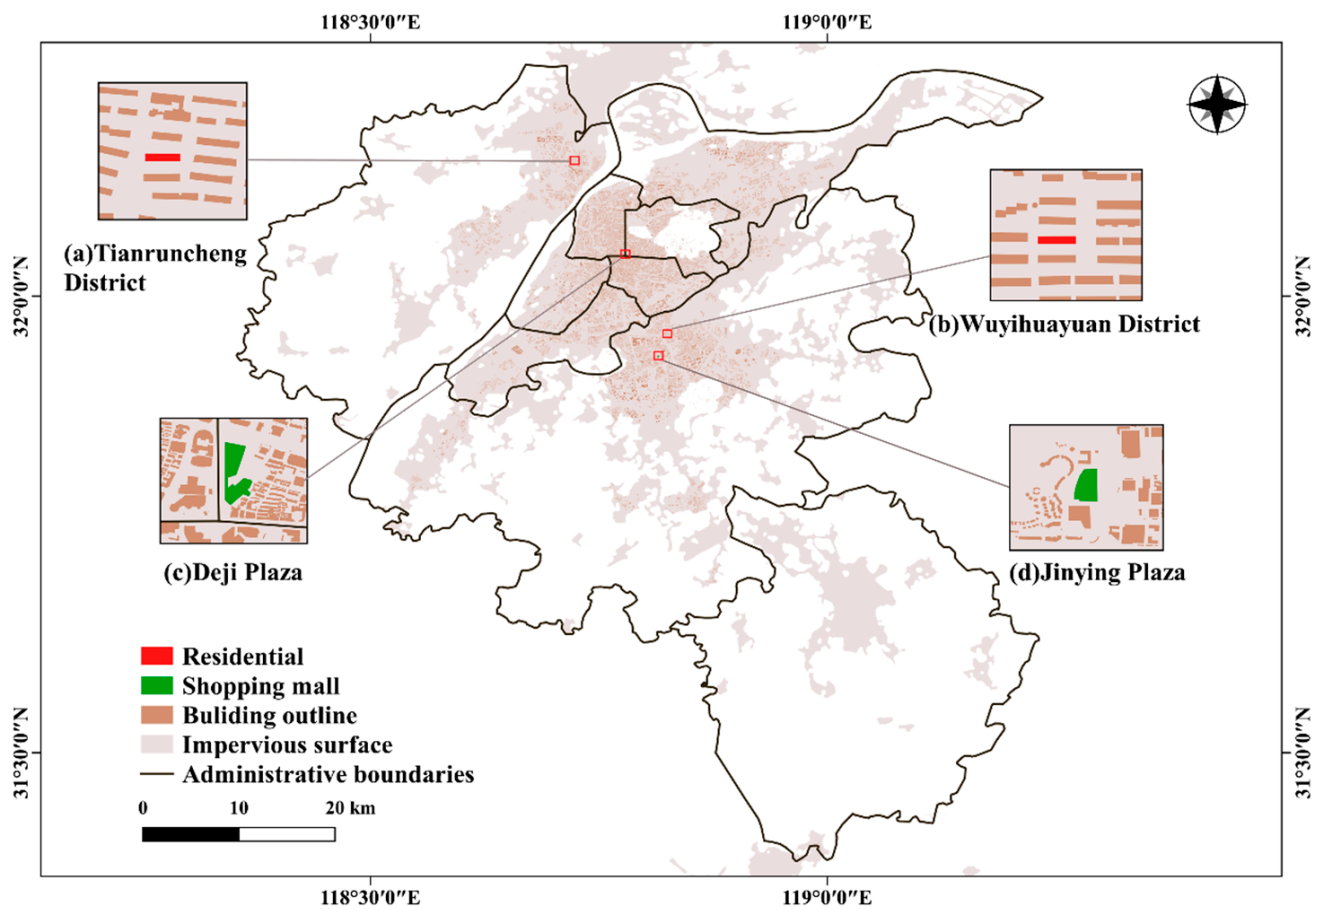 118°30′0″E
119°0′0″E
(a)Tianruncheng
District
32°0′0″N
32°0′0″N
(b)Wuyihuayuan District
(c)Deji Plaza
(d)Jinying Plaza
Residential
Shopping mall
Buliding outline
Impervious surface
Administrative boundaries
0 10 20 km
31°30′0″N
31°30′0″N
118°30′0″E
119°0′0″E